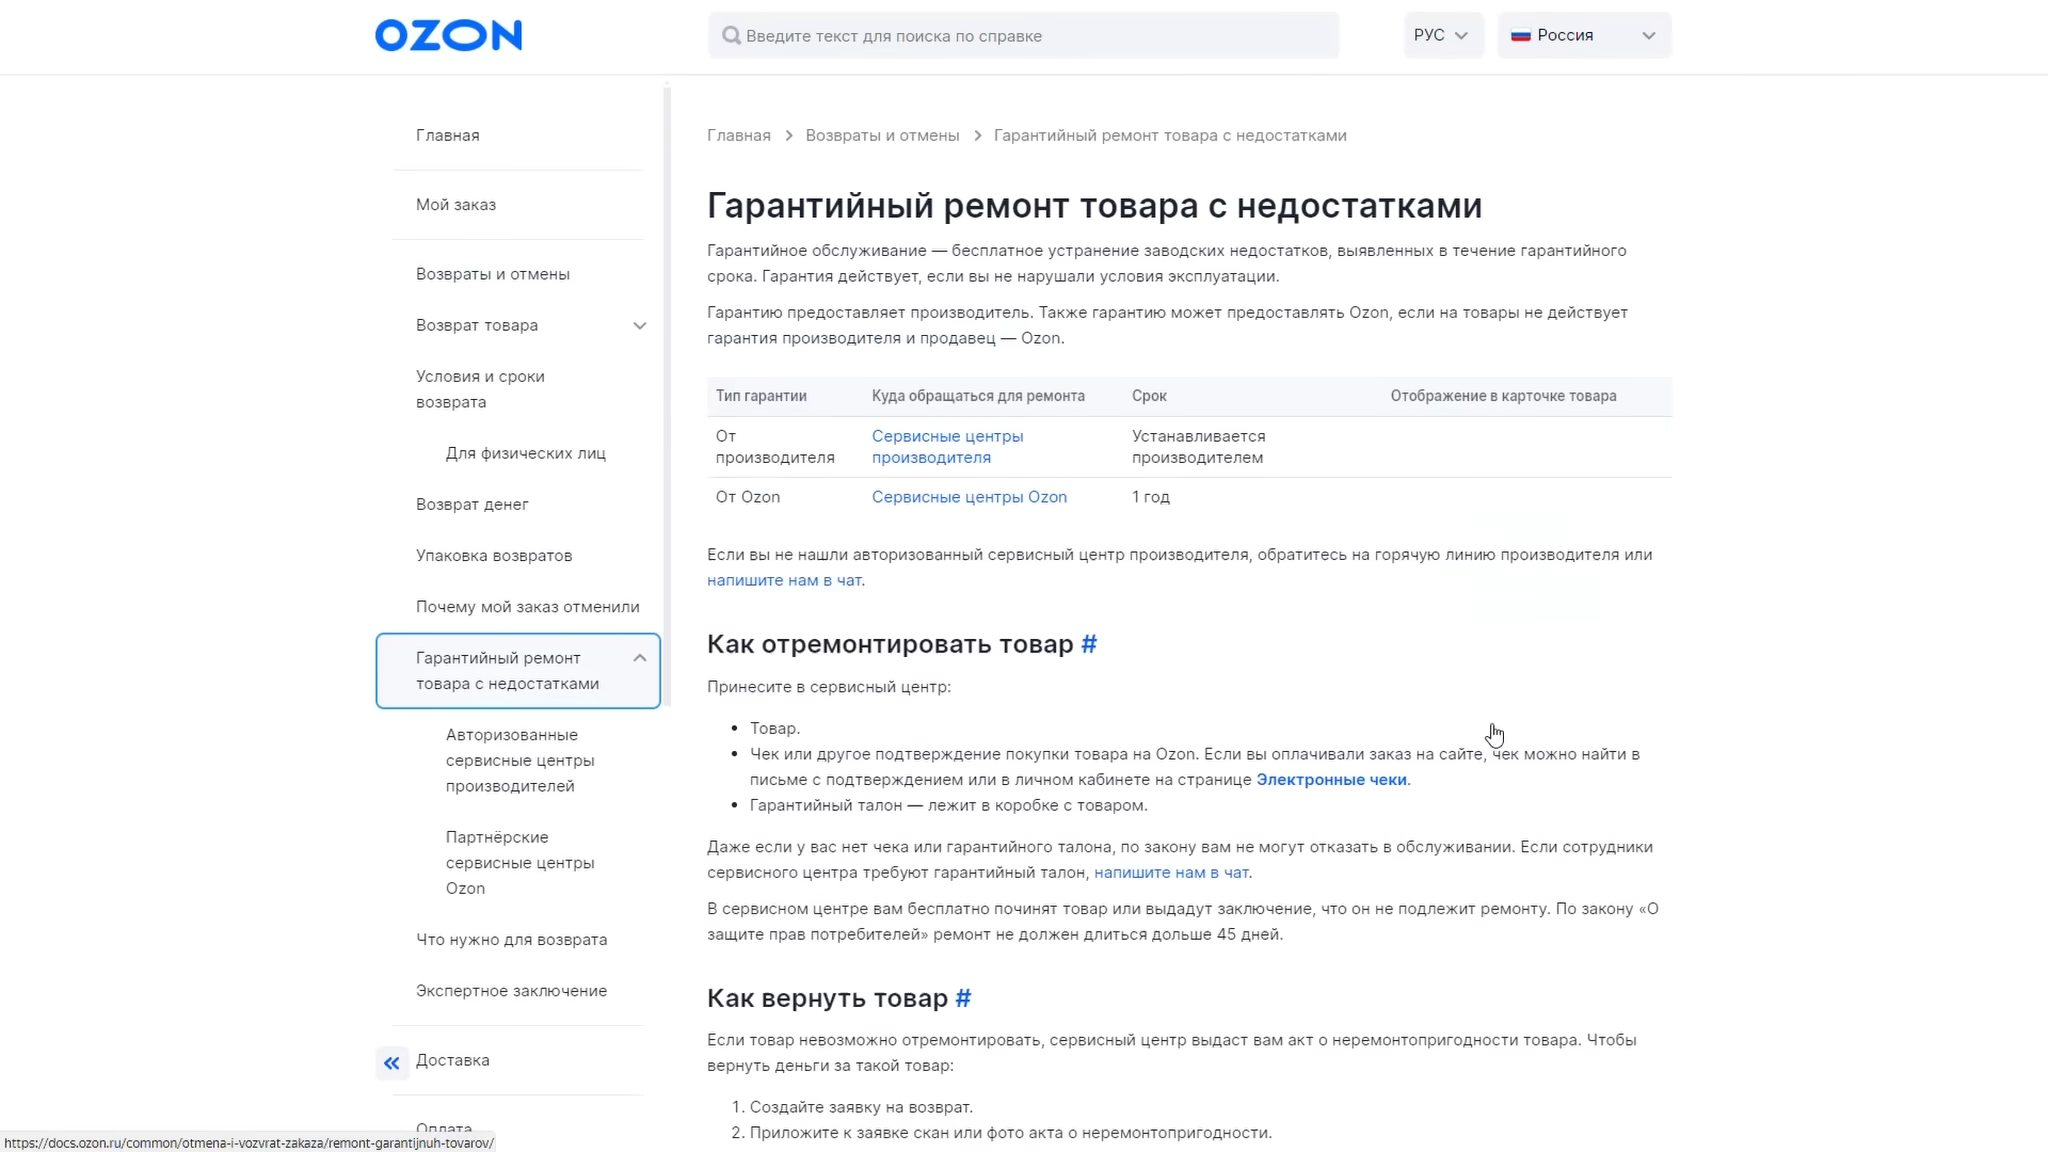 OZON
Введите текст для поиска по справке
РУС
Россия
Главная
Мой заказ
Возвраты и отмены
Возврат товара
Условия и сроки
возврата
Для физических лиц
Возврат денег
Упаковка возвратов
Почему мой заказ отменили
Гарантийный ремонт
товара с недостатками
Авторизованные
сервисные центры
производителей
Партнёрские
сервисные центры
Ozon
Что нужно для возврата
Экспертное заключение
Доставка
Оплата
Главная > Возвраты и отмены > Гарантийный ремонт товара с недостатками
Гарантийный ремонт товара с недостатками
Гарантийное обслуживание — бесплатное устранение заводских недостатков, выявленных в течение гарантийного
срока. Гарантия действует, если вы не нарушали условия эксплуатации.
Гарантию предоставляет производитель. Также гарантию может предоставлять Ozon, если на товары не действует
гарантия производителя и продавец — Ozon.
Тип гарантии Куда обращаться для ремонта Срок Отображение в карточке товара
От Сервисные центры Устанавливается
производителя производителя производителем
От Ozon Сервисные центры Ozon 1 год
Если вы не нашли авторизованный сервисный центр производителя, обратитесь на горячую линию производителя или
напишите нам в чат.
Как отремонтировать товар #
Принесите в сервисный центр:
• Товар.
• Чек или другое подтверждение покупки товара на Ozon. Если вы оплачивали заказ на сайте, чек можно найти в
письме с подтверждением или в личном кабинете на странице Электронные чеки.
• Гарантийный талон — лежит в коробке с товаром.
Даже если у вас нет чека или гарантийного талона, по закону вам не могут отказать в обслуживании. Если сотрудники
сервисного центра требуют гарантийный талон, напишите нам в чат.
В сервисном центре вам бесплатно починят товар или выдадут заключение, что он не подлежит ремонту. По закону «О
защите прав потребителей» ремонт не должен длиться дольше 45 дней.
Как вернуть товар #
Если товар невозможно отремонтировать, сервисный центр выдаст вам акт о неремонтопригодности товара. Чтобы
вернуть деньги за такой товар:
1. Создайте заявку на возврат.
2. Приложите к заявке скан или фото акта о неремонтопригодности.
https://docs.ozon.ru/common/otmena-i-vozvrat-zakaza/remont-garantijnuh-tovarov/